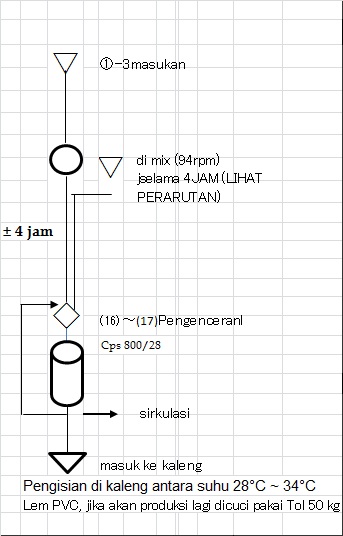 ①-3masukan
di mix (94rpm)
jselama 4JAM(LIHAT
PERARUTAN)
± 4 jam
(16)～(17)Pengenceranl
Cps 800/28
sirkulasi
masuk ke kaleng
Pengisian di kaleng antara suhu 28°C ~ 34°C
Lem PVC, jika akan produksi lagi dicuci pakai Tol 50 kg